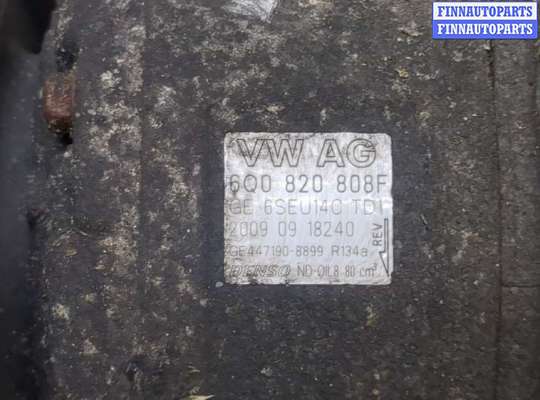 FINNAUTOPARTS
FINNAUTOPARTS
VW AG
6Q0 820 808F
GE 6SEU14C TD1
2009 09 18240
GE447190-8899 R134a
DENSO ND-OIL8 80 cm³
REV